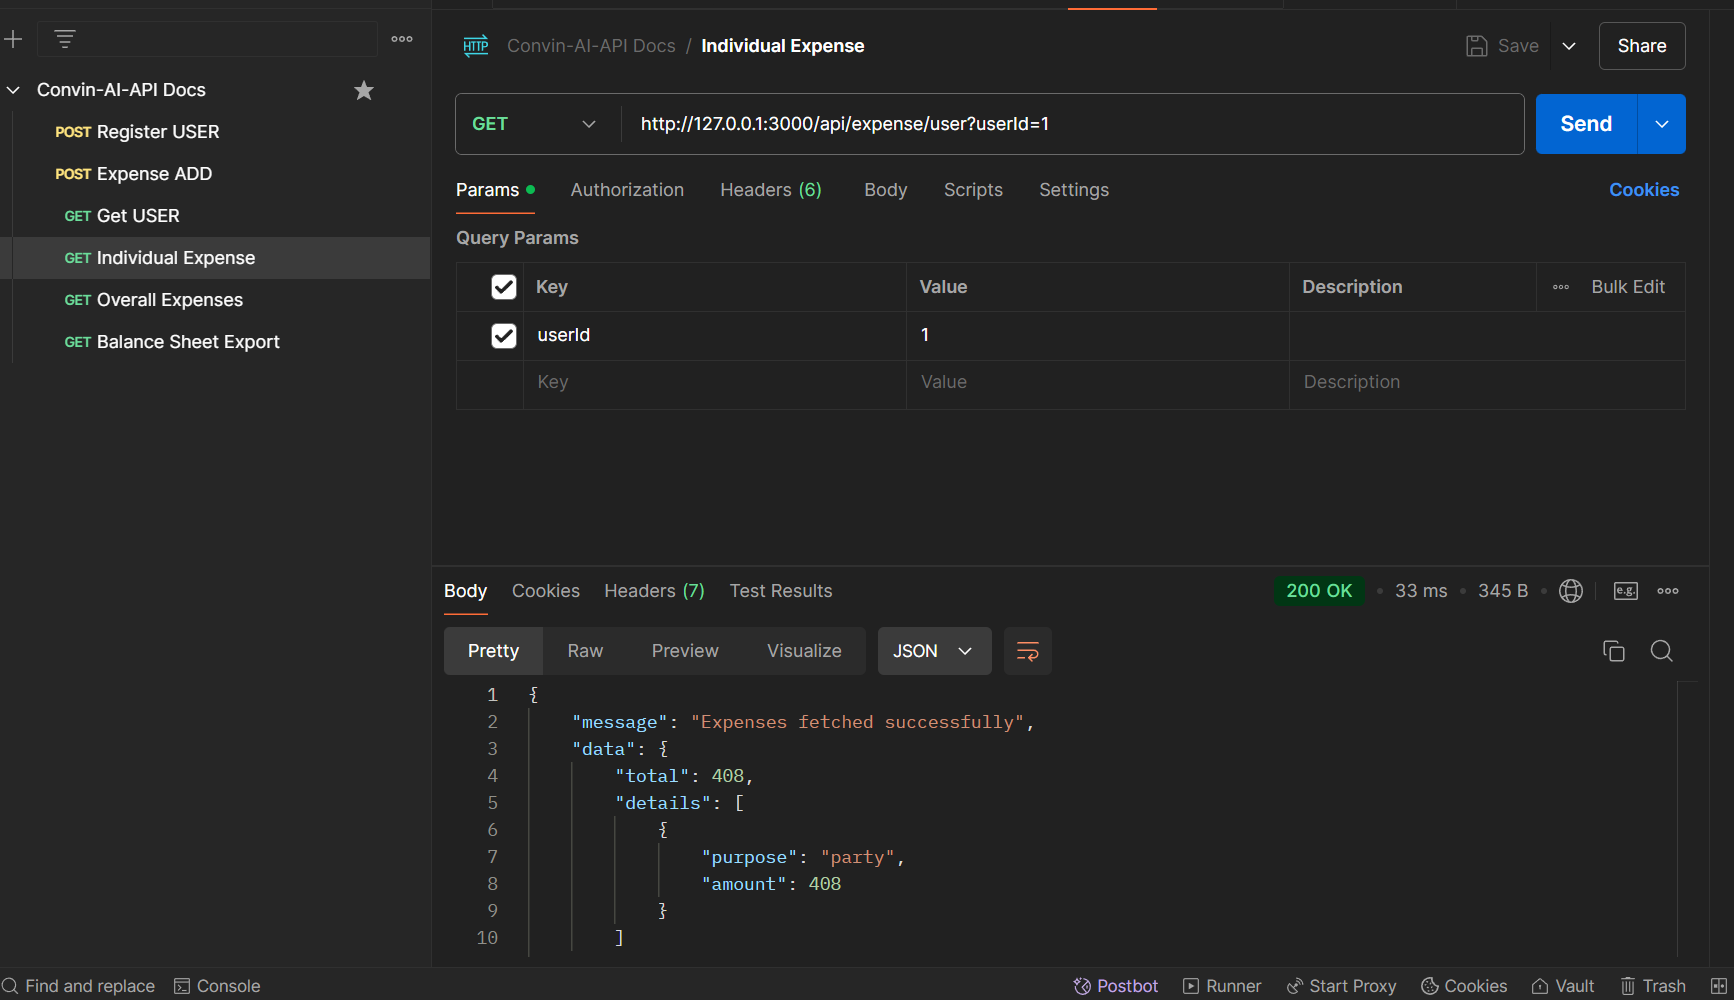 HTTP Convin-AI-API Docs / Individual Expense Save Share
Convin-AI-API Docs
POST Register USER
POST Expense ADD
GET Get USER
GET Individual Expense
GET Overall Expenses
GET Balance Sheet Export
GET http://127.0.0.1:3000/api/expense/user?userId=1 Send
Params Authorization Headers (6) Body Scripts Settings Cookies
Query Params
Key Value Description Bulk Edit
userId 1
Key Value Description
Body Cookies Headers (7) Test Results 200 OK • 33 ms • 345 B • e.g.
Pretty Raw Preview Visualize JSON
1 {
2 "message": "Expenses fetched successfully",
3 "data": {
4 "total": 408,
5 "details": [
6 {
7 "purpose": "party",
8 "amount": 408
9 }
10 ]
Find and replace Console Postbot Runner Start Proxy Cookies Vault Trash